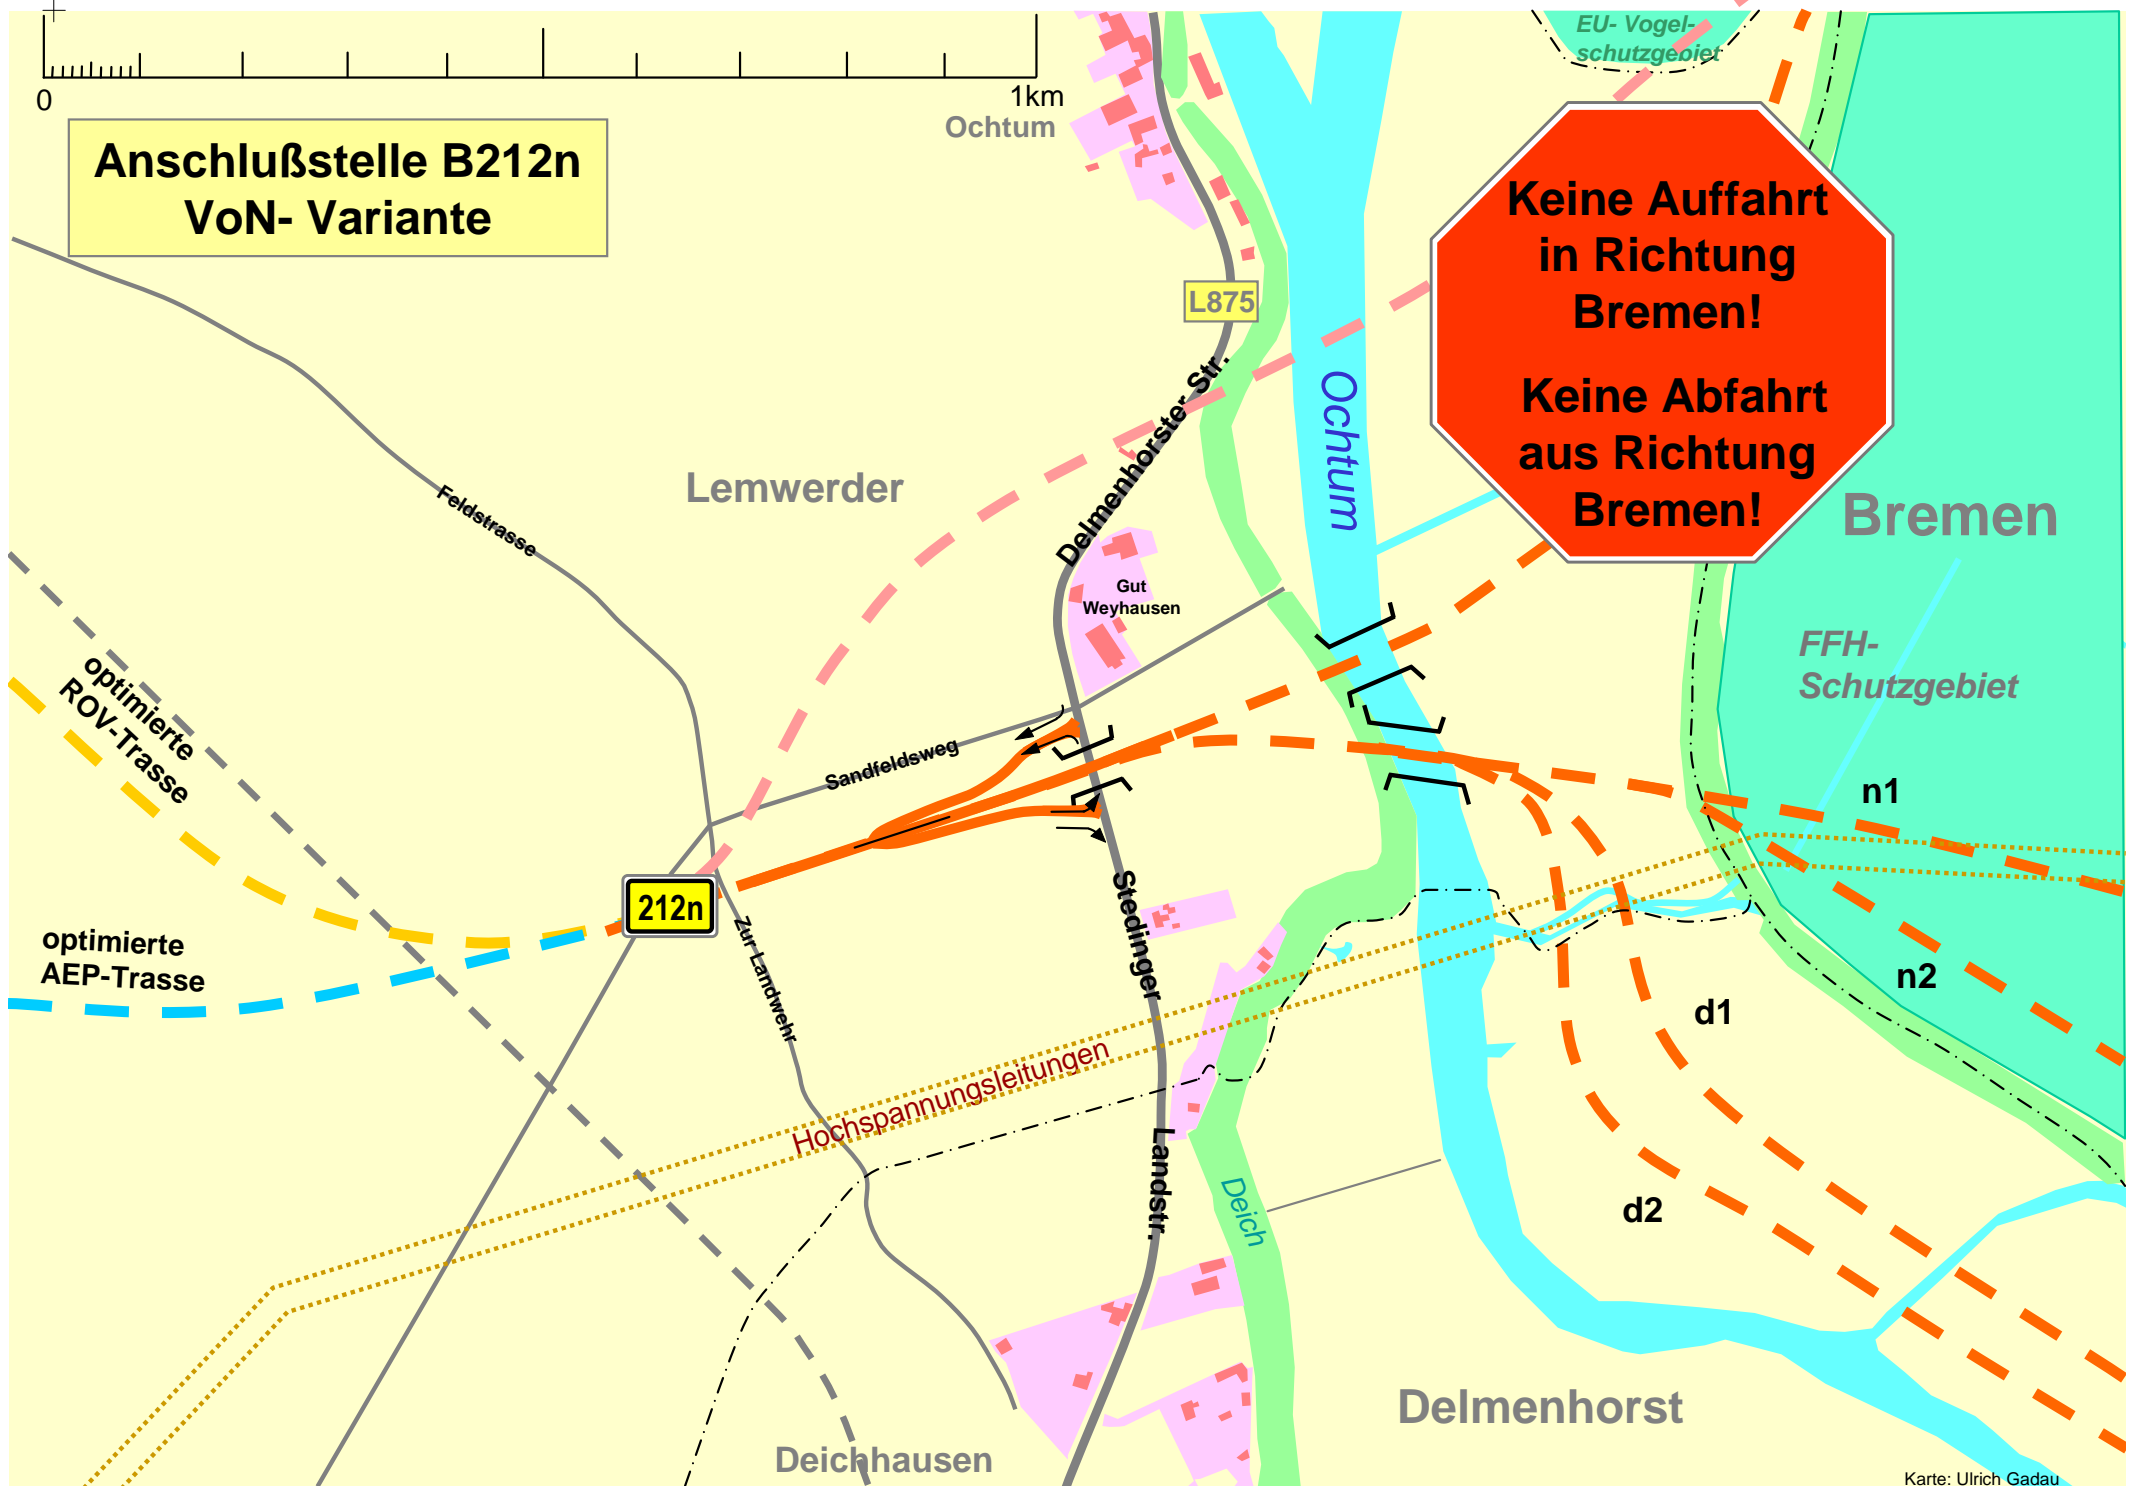 0
1km
Ochtum
EU- Vogel-
schutzgebiet
Anschlußstelle B212n
VoN- Variante
Keine Auffahrt
in Richtung
Bremen!
Keine Abfahrt
aus Richtung
Bremen!
L875
Delmenhorster Str.
Ochtum
Lemwerder
Feldstrasse
Bremen
Gut
Weyhausen
FFH-
Schutzgebiet
optimierte
ROV-Trasse
Sandfeldsweg
n1
212n
Zur Landwehr
Stedinger
Landstr.
optimierte
AEP-Trasse
n2
d1
Hochspannungsleitungen
d2
Deich
Delmenhorst
Deichhausen
Karte: Ulrich Gadau